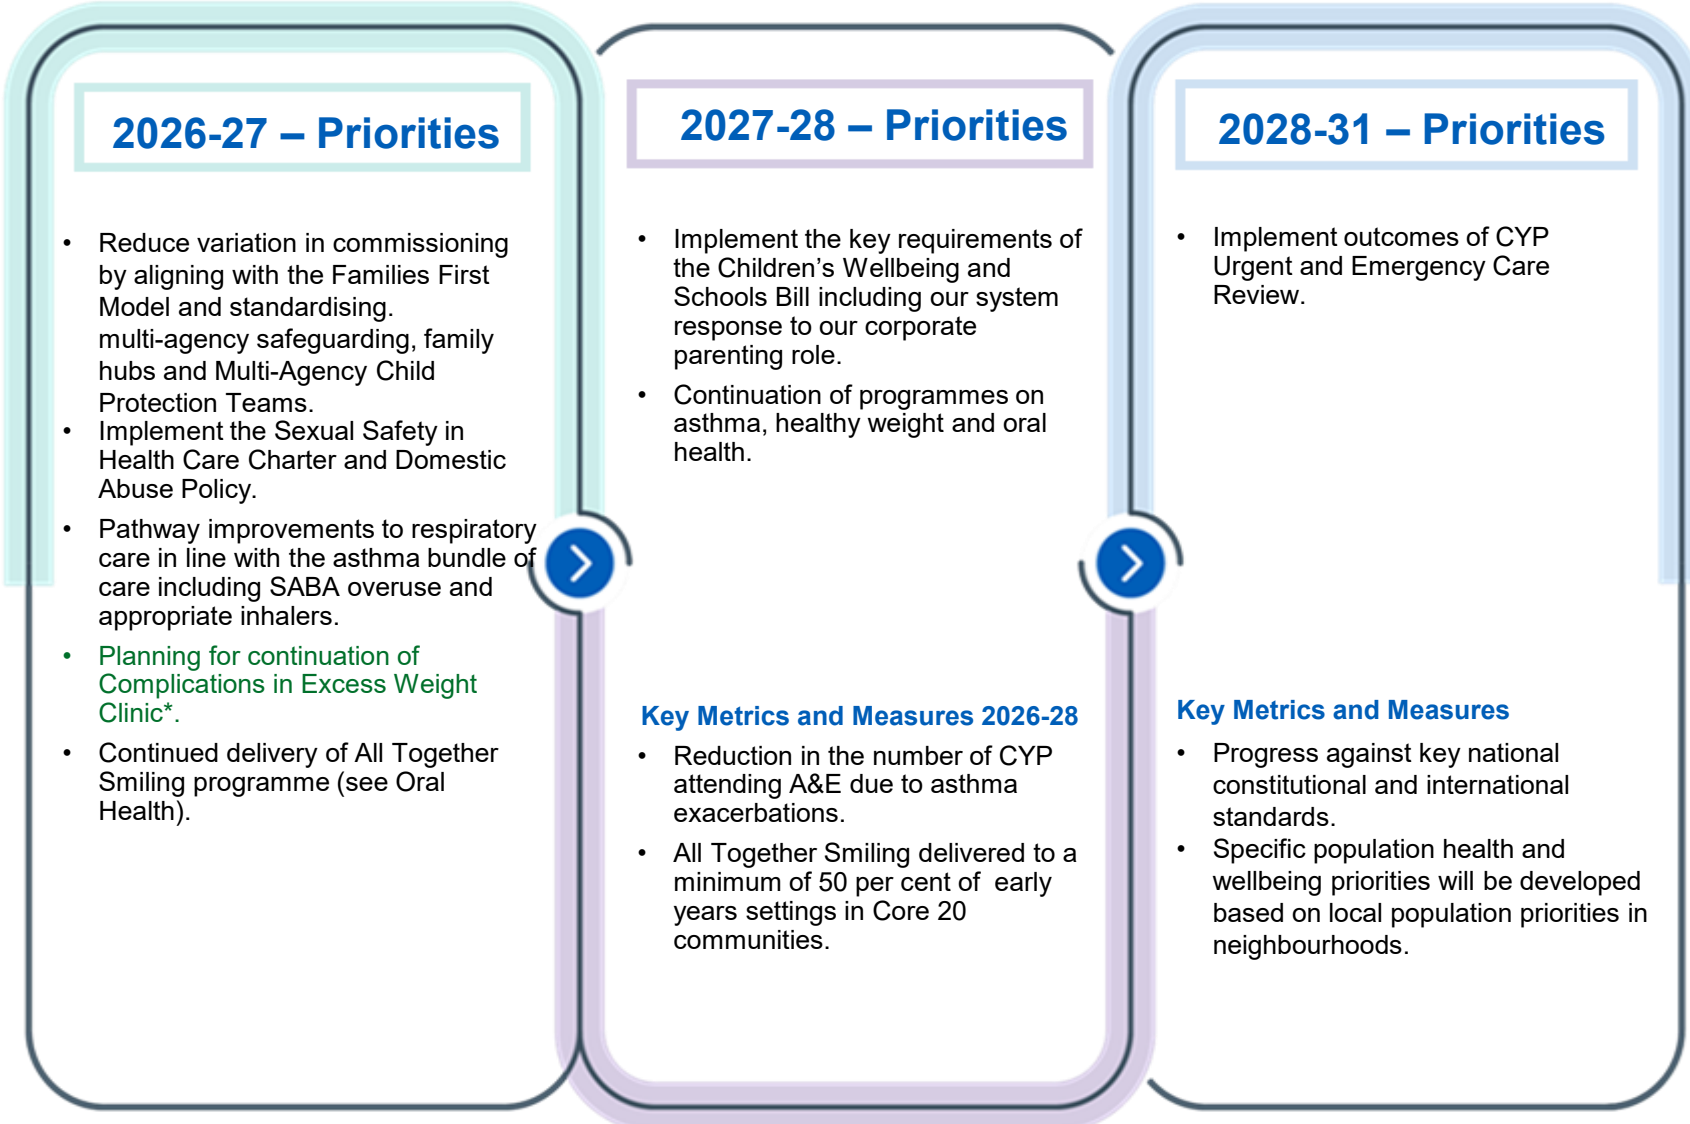 2026-27 – Priorities
• Reduce variation in commissioning
by aligning with the Families First
Model and standardising.
multi-agency safeguarding, family
hubs and Multi-Agency Child
Protection Teams.
• Implement the Sexual Safety in
Health Care Charter and Domestic
Abuse Policy.
• Pathway improvements to respiratory
care in line with the asthma bundle of
care including SABA overuse and
appropriate inhalers.
• Planning for continuation of
Complications in Excess Weight
Clinic*.
• Continued delivery of All Together
Smiling programme (see Oral
Health).
2027-28 – Priorities
• Implement the key requirements of
the Children’s Wellbeing and
Schools Bill including our system
response to our corporate
parenting role.
• Continuation of programmes on
asthma, healthy weight and oral
health.
Key Metrics and Measures 2026-28
• Reduction in the number of CYP
attending A&E due to asthma
exacerbations.
• All Together Smiling delivered to a
minimum of 50 per cent of  early
years settings in Core 20
communities.
2028-31 – Priorities
• Implement outcomes of CYP
Urgent and Emergency Care
Review.
Key Metrics and Measures
• Progress against key national
constitutional and international
standards.
• Specific population health and
wellbeing priorities will be developed
based on local population priorities in
neighbourhoods.